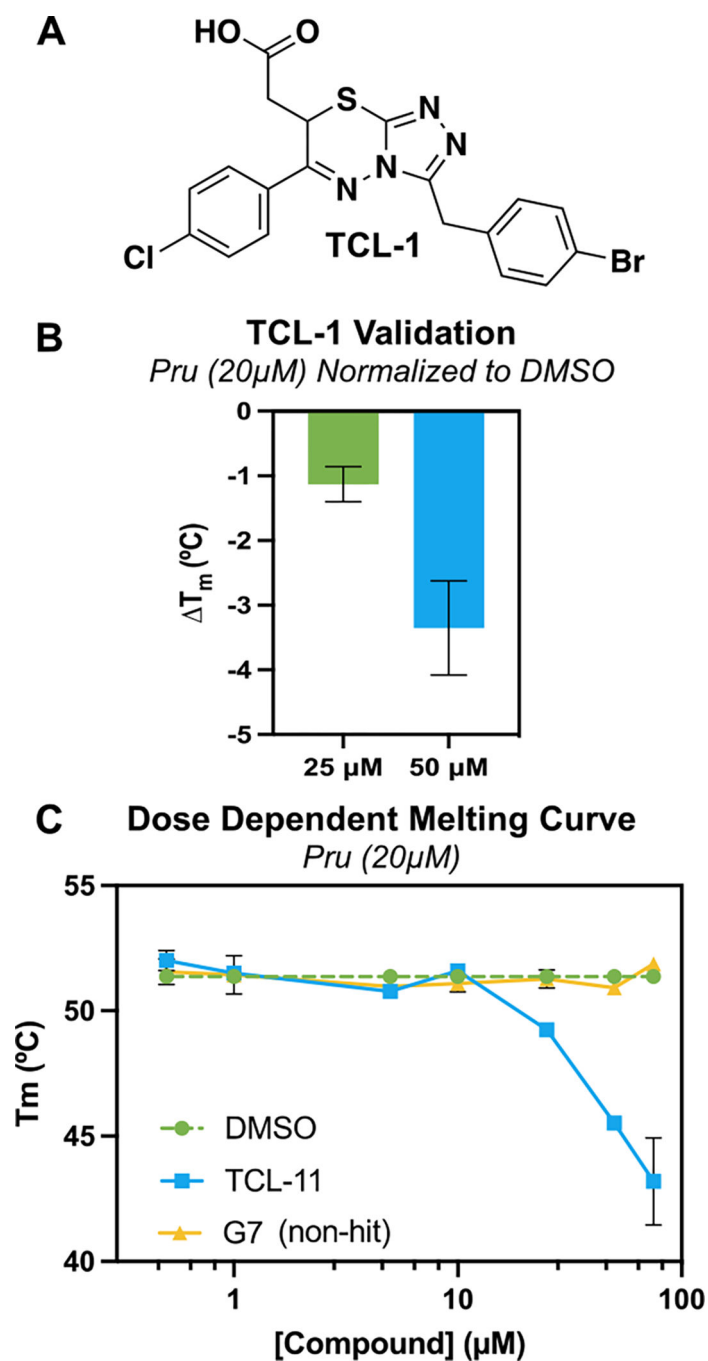 A
HO
O
S
N
N
N
N
Cl
TCL-1
Br
B
TCL-1 Validation
Pru (20µM) Normalized to DMSO
0
-1
-2
-3
-4
-5
ΔTm (ºC)
25 µM
50 µM
C
Dose Dependent Melting Curve
Pru (20µM)
55
50
45
40
Tm (ºC)
DMSO
TCL-11
G7 (non-hit)
1
10
100
[Compound] (µM)